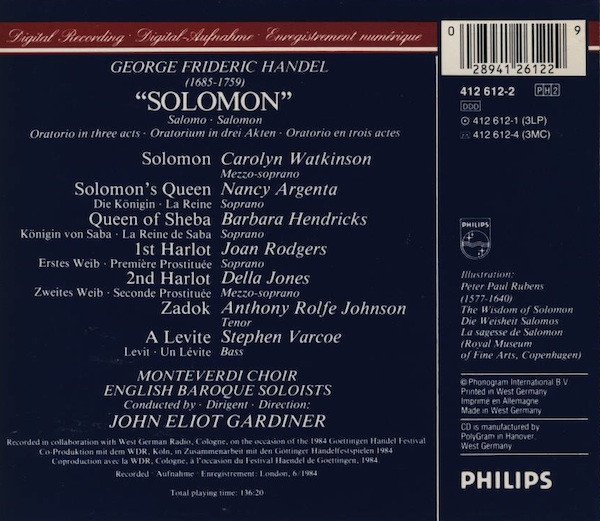 Digital Recording · Digital-Aufnahme · Enregistrement numérique
GEORGE FRIDERIC HANDEL
(1685-1759)
“SOLOMON”
Salomo · Salomon
Oratorio in three acts · Oratorium in drei Akten · Oratorio en trois actes
Solomon Carolyn Watkinson
Mezzo-soprano
Solomon's Queen Nancy Argenta
Die Königin · La Reine Soprano
Queen of Sheba Barbara Hendricks
Königin von Saba · La Reine de Saba Soprano
1st Harlot Joan Rodgers
Erstes Weib · Première Prostituée Soprano
2nd Harlot Della Jones
Zweites Weib · Seconde Prostituée Mezzo-soprano
Zadok Anthony Rolfe Johnson
Tenor
A Levite Stephen Varcoe
Levit · Un Lévite Bass
MONTEVERDI CHOIR
ENGLISH BAROQUE SOLOISTS
Conducted by · Dirigent · Direction:
JOHN ELIOT GARDINER
Recorded in collaboration with West German Radio, Cologne, on the occasion of the 1984 Goettingen Handel Festival
Co-Produktion mit dem WDR, Köln, in Zusammenarbeit mit den Göttinger Händelfestspielen 1984
Coproduction avec la WDR, Cologne, à l'occasion du Festival Haendel de Goettingen, 1984.
Recorded · Aufnahme · Enregistrement: London, 6/1984
Total playing time: 136:20
0 28941 26122 9
412 612-2 PH2
DDD
412 612-1 (3LP)
412 612-4 (3MC)
PHILIPS
Illustration:
Peter Paul Rubens
(1577-1640)
The Wisdom of Solomon
Die Weisheit Salomos
La sagesse de Salomon
(Royal Museum
of Fine Arts, Copenhagen)
℗ Phonogram International B.V.
Printed in West Germany
Imprimé en Allemagne
Made in West Germany
CD is manufactured by
PolyGram in Hanover,
West Germany
PHILIPS